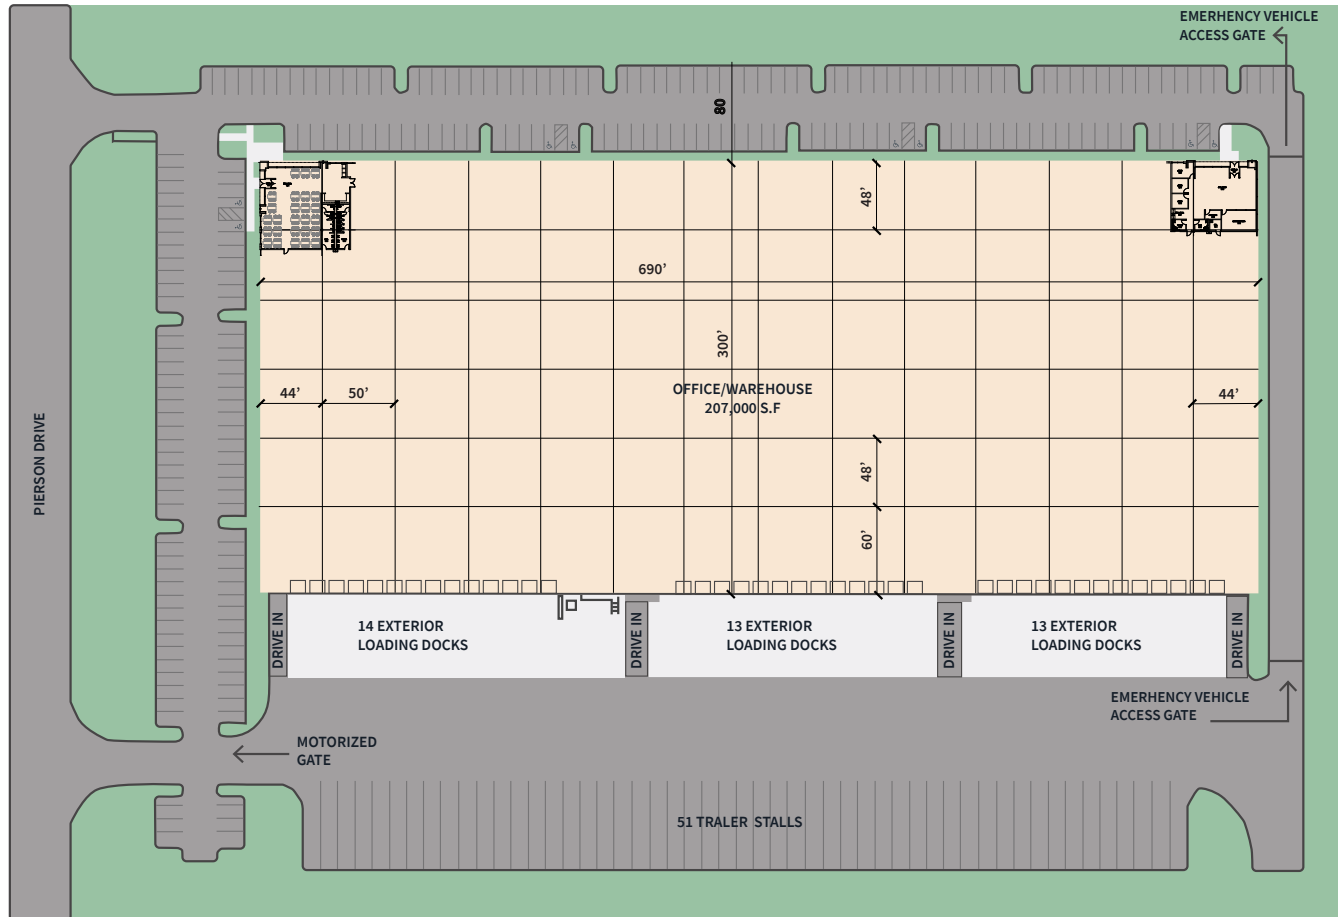 EMERHENCY VEHICLE
ACCESS GATE
80
48'
690'
300'
44'
50'
44'
OFFICE/WAREHOUSE
207,000 S.F
48'
60'
PIERSON DRIVE
DRIVE IN
14 EXTERIOR
LOADING DOCKS
DRIVE IN
13 EXTERIOR
LOADING DOCKS
DRIVE IN
13 EXTERIOR
LOADING DOCKS
DRIVE IN
EMERHENCY VEHICLE
ACCESS GATE
MOTORIZED
GATE
51 TRALER STALLS